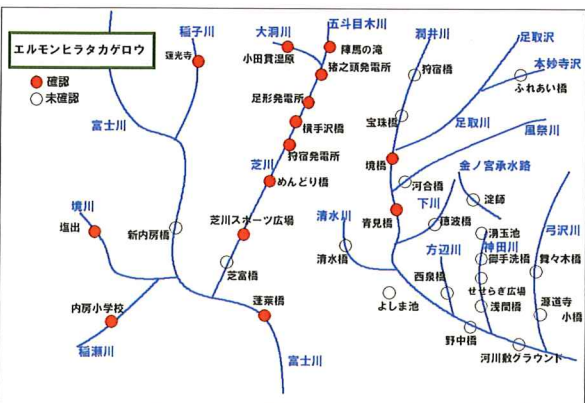 エルモンヒラタカゲロウ
確認
未確認
稲子川
蓮光寺
大洞川
小田貫湿原
五斗目木川
陣馬の滝
猪之頭発電所
足形発電所
横手沢橋
狩宿発電所
芝川
めんどり橋
芝川スポーツ広場
芝富橋
蓬莱橋
富士川
富士川
境川
塩出
新内房橋
内房小学校
稲瀬川
潤井川
狩宿橋
宝珠橋
境橋
河合橋
青見橋
足取沢
本妙寺沢
ふれあい橋
足取川
風祭川
金ノ宮承水路
淀師
下川
穂波橋
清水川
清水橋
よしま池
方辺川
西泉橋
野中橋
湧玉池
神田川
御手洗橋
せせらぎ広場
浅間橋
弓沢川
舞々木橋
源道寺
小橋
河川敷グラウンド